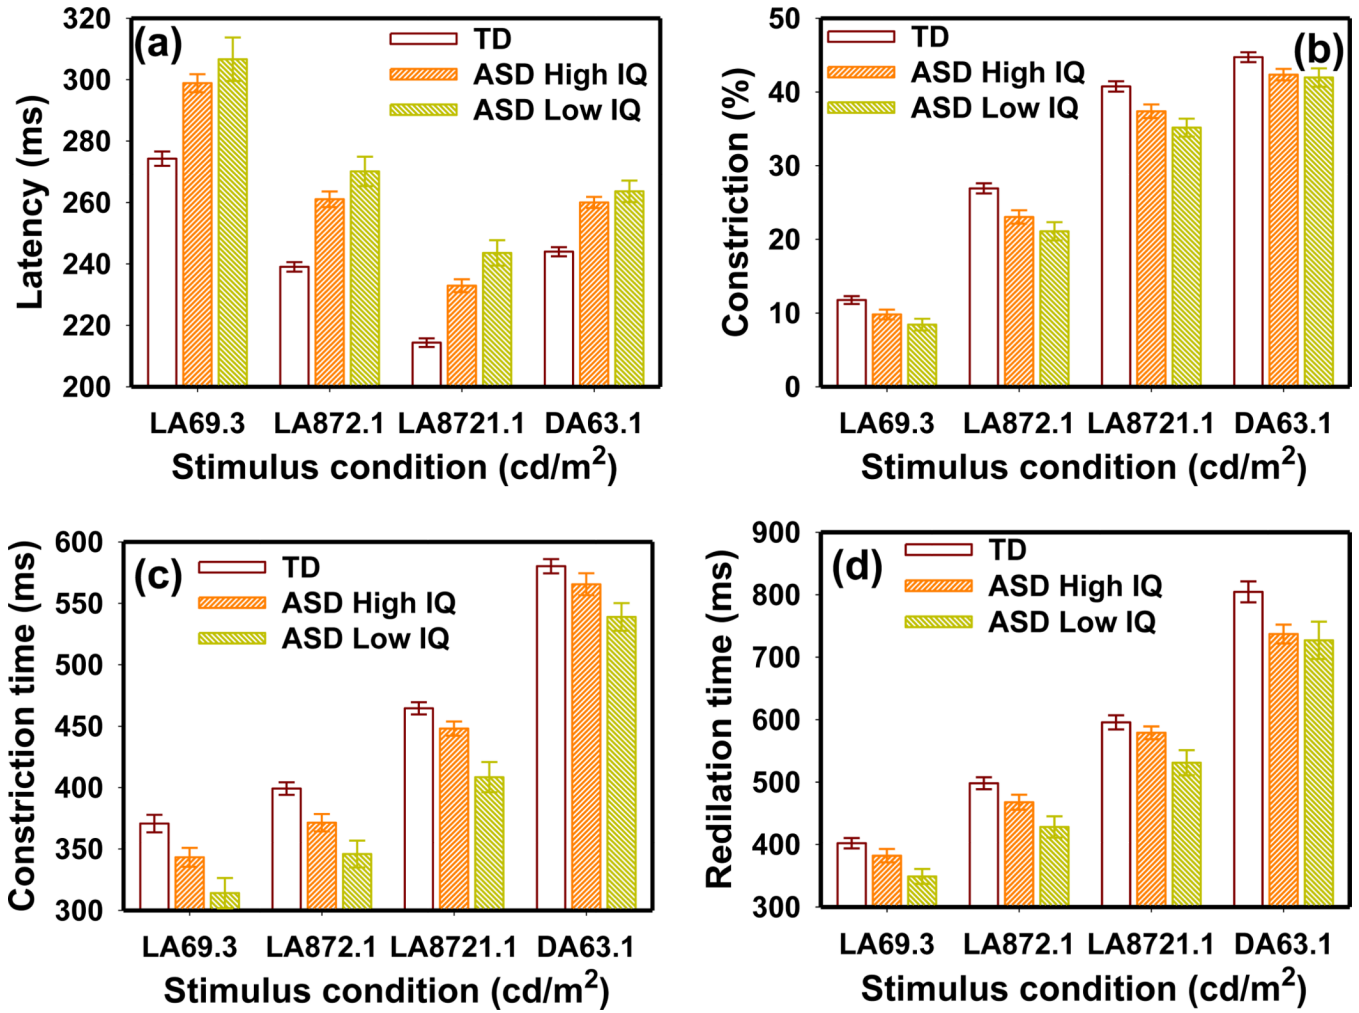 (a)
TD
ASD High IQ
ASD Low IQ
Latency (ms)
320
300
280
260
240
220
200
LA69.3 LA872.1 LA8721.1 DA63.1
Stimulus condition (cd/m²)
(b)
TD
ASD High IQ
ASD Low IQ
Constriction (%)
50
40
30
20
10
0
LA69.3 LA872.1 LA8721.1 DA63.1
Stimulus condition (cd/m²)
(c)
TD
ASD High IQ
ASD Low IQ
Constriction time (ms)
600
550
500
450
400
350
300
LA69.3 LA872.1 LA8721.1 DA63.1
Stimulus condition (cd/m²)
(d)
TD
ASD High IQ
ASD Low IQ
Redilation time (ms)
900
800
700
600
500
400
300
LA69.3 LA872.1 LA8721.1 DA63.1
Stimulus condition (cd/m²)